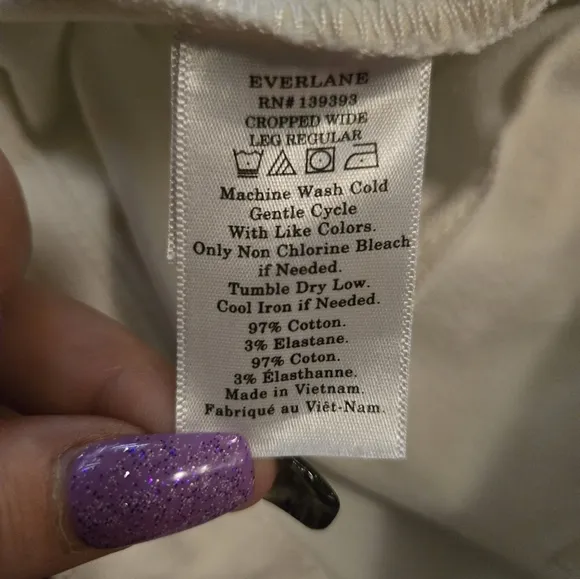 EVERLANE
RN# 139393
CROPPED WIDE
LEG REGULAR
Machine Wash Cold
Gentle Cycle
With Like Colors.
Only Non Chlorine Bleach
if Needed.
Tumble Dry Low.
Cool Iron if Needed.
97% Cotton.
3% Elastane.
97% Coton.
3% Élasthanne.
Made in Vietnam.
Fabriqué au Viêt-Nam.